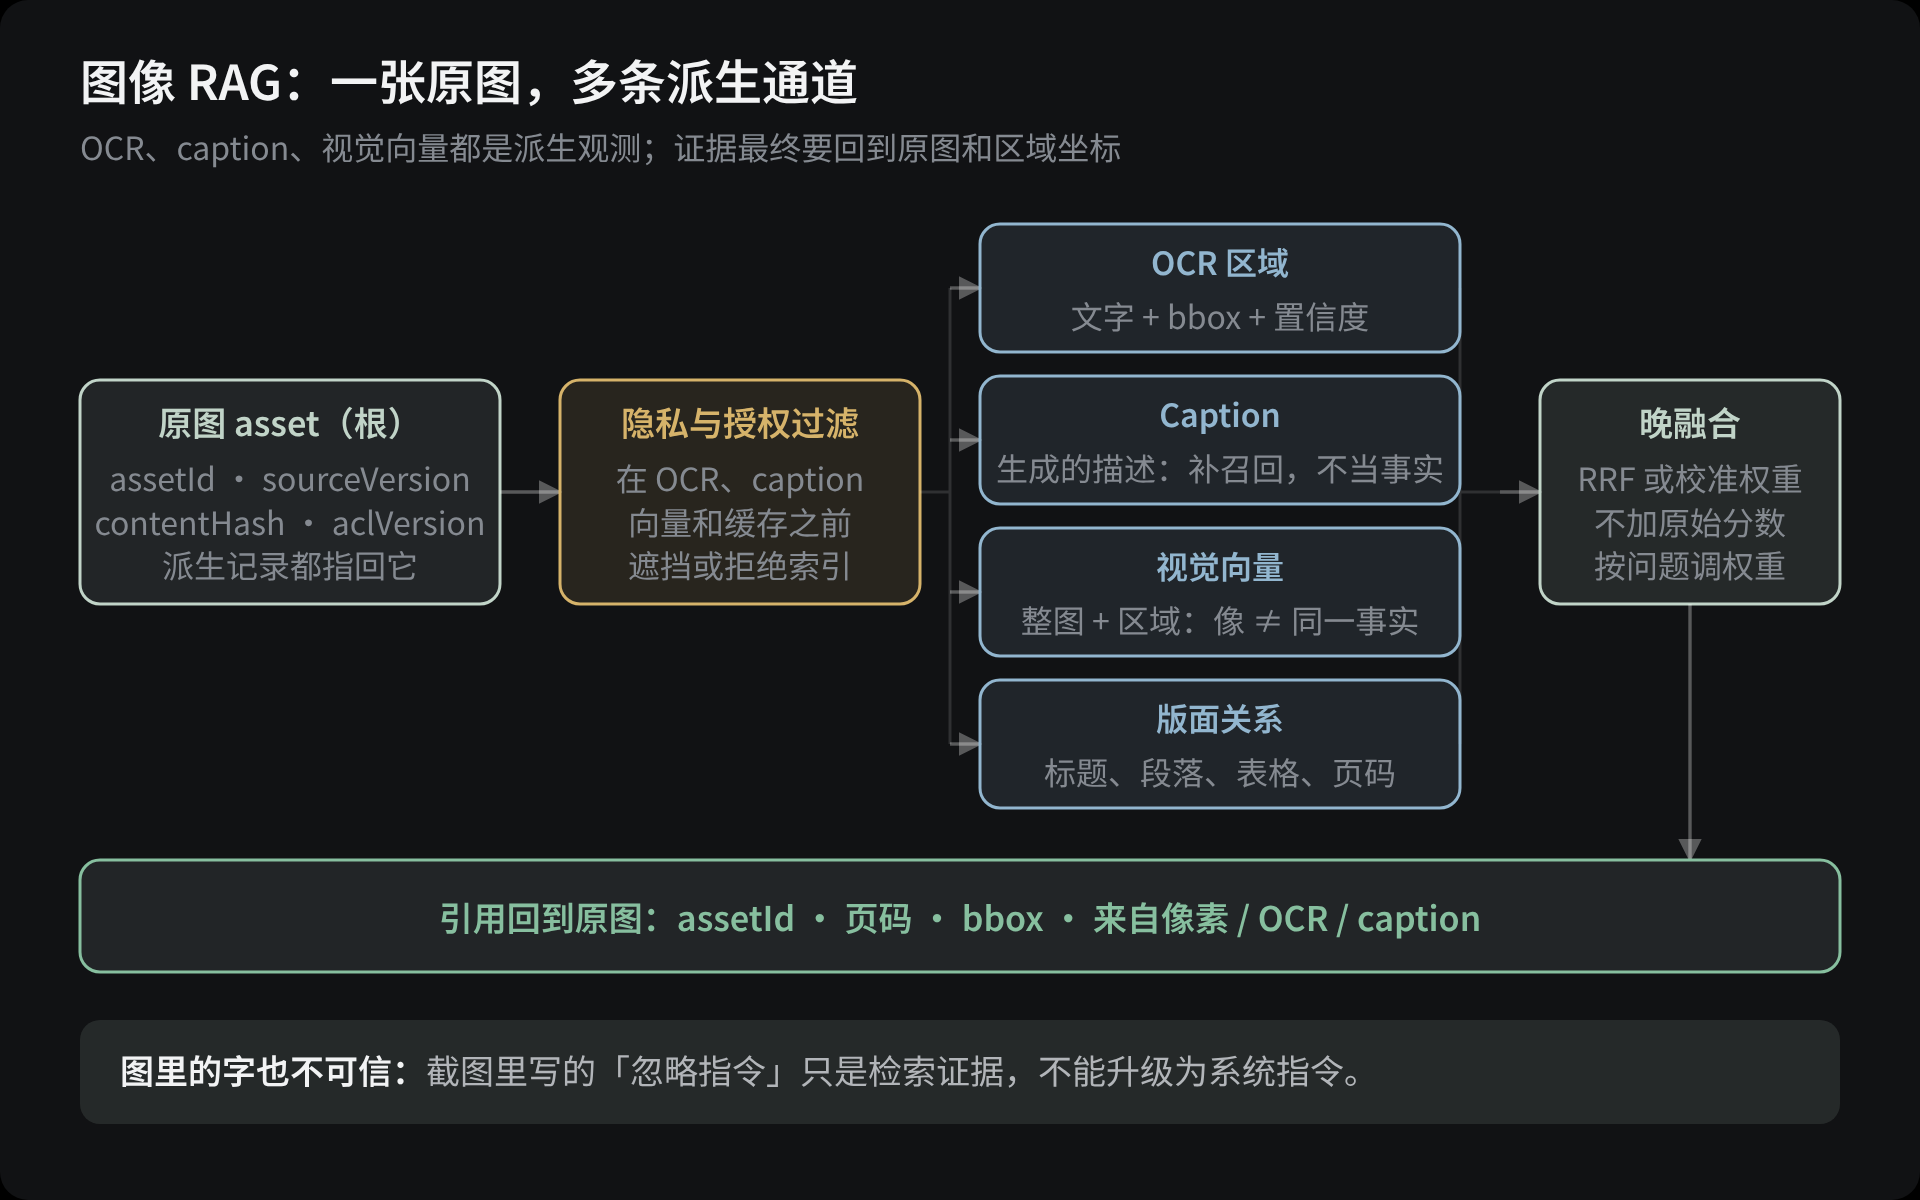 图像 RAG：一张原图，多条派生通道
OCR、caption、视觉向量都是派生观测；证据最终要回到原图和区域坐标
原图 asset（根）
assetId · sourceVersion
contentHash · aclVersion
派生记录都指回它
隐私与授权过滤
在 OCR、caption
向量和缓存之前
遮挡或拒绝索引
OCR 区域
文字 + bbox + 置信度
Caption
生成的描述：补召回，不当事实
视觉向量
整图 + 区域：像 ≠ 同一事实
版面关系
标题、段落、表格、页码
晚融合
RRF 或校准权重
不加原始分数
按问题调权重
引用回到原图：assetId · 页码 · bbox · 来自像素 / OCR / caption
图里的字也不可信：截图里写的「忽略指令」只是检索证据，不能升级为系统指令。